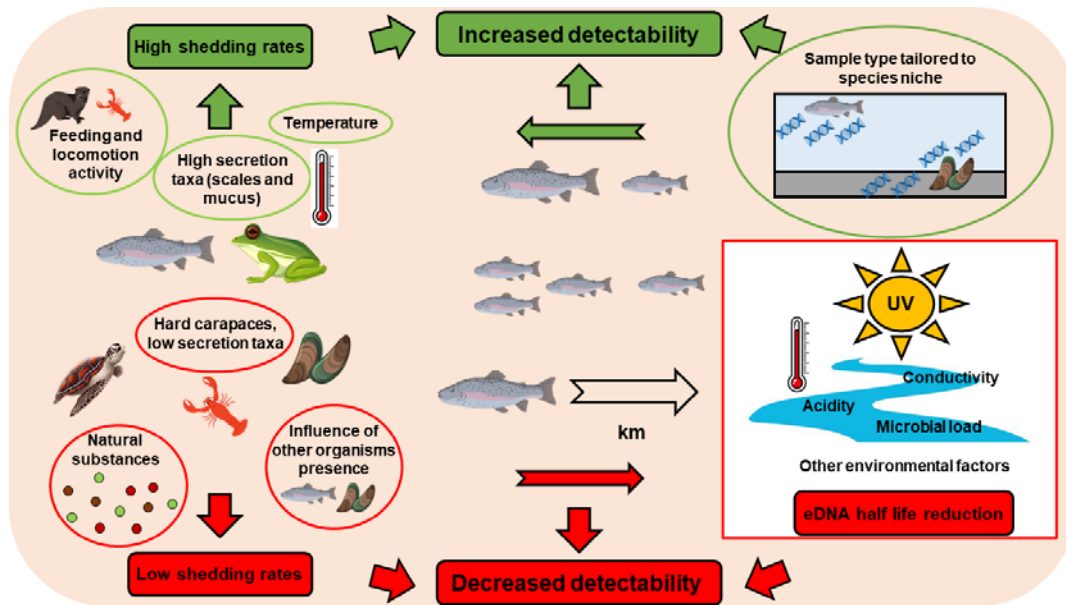 High shedding rates
Increased detectability
Sample type tailored to
species niche
Feeding and
locomotion
activity
Temperature
High secretion
taxa (scales and
mucus)
Hard carapaces,
low secretion taxa
UV
Conductivity
Acidity
Microbial load
Natural
substances
Influence of
other organisms
presence
km
Other environmental factors
eDNA half life reduction
Low shedding rates
Decreased detectability